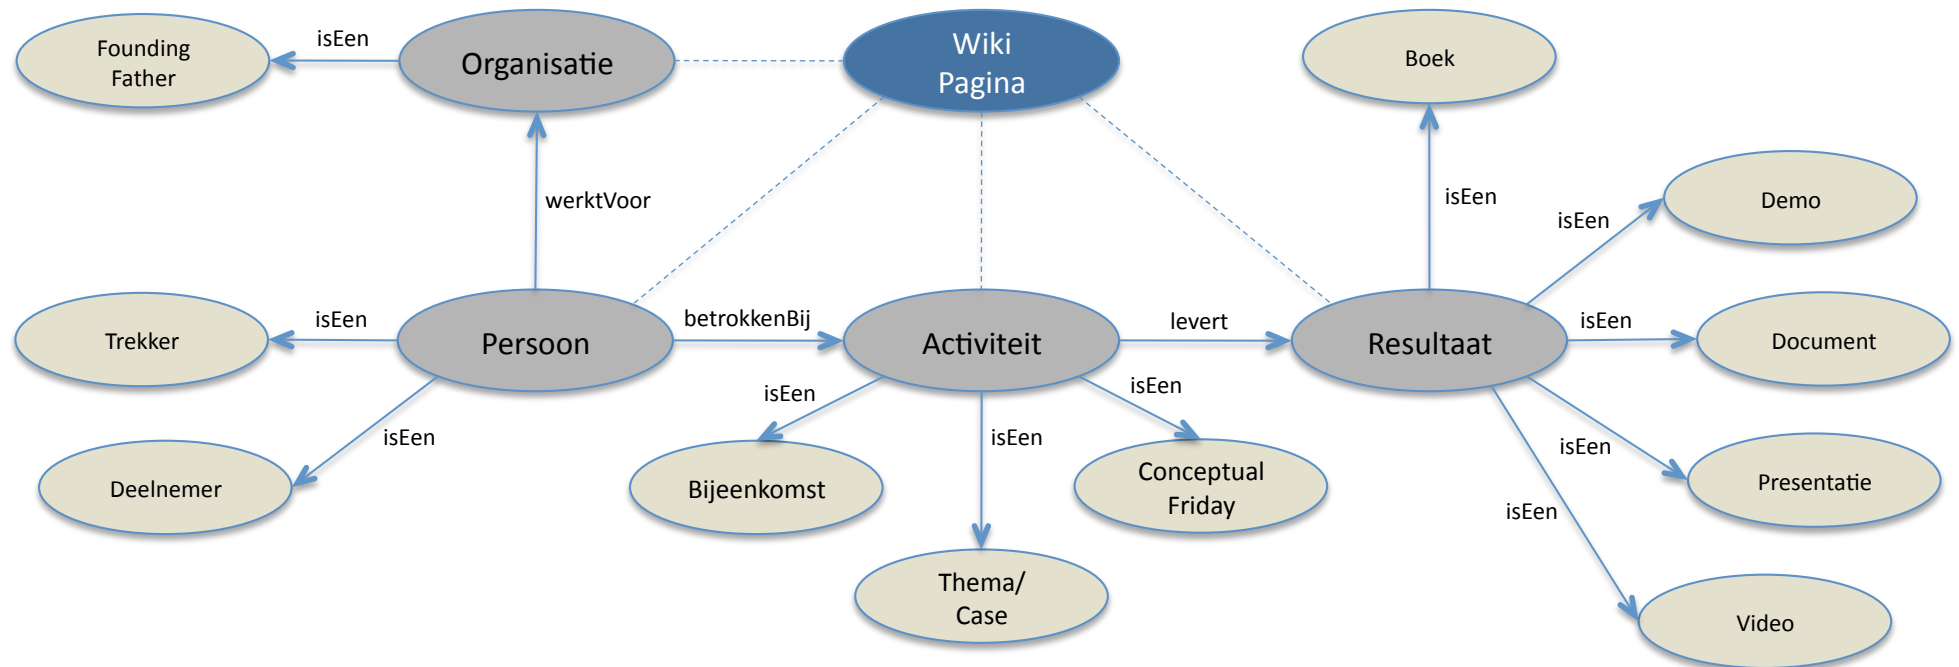 Founding
Father
isEen
Organisatie
Wiki
Pagina
Boek
werktVoor
isEen
isEen
Demo
Trekker
isEen
Persoon
betrokkenBij
Activiteit
levert
Resultaat
isEen
Document
isEen
isEen
isEen
isEen
isEen
Deelnemer
Bijeenkomst
Conceptual
Friday
Presentatie
isEen
Thema/
Case
Video